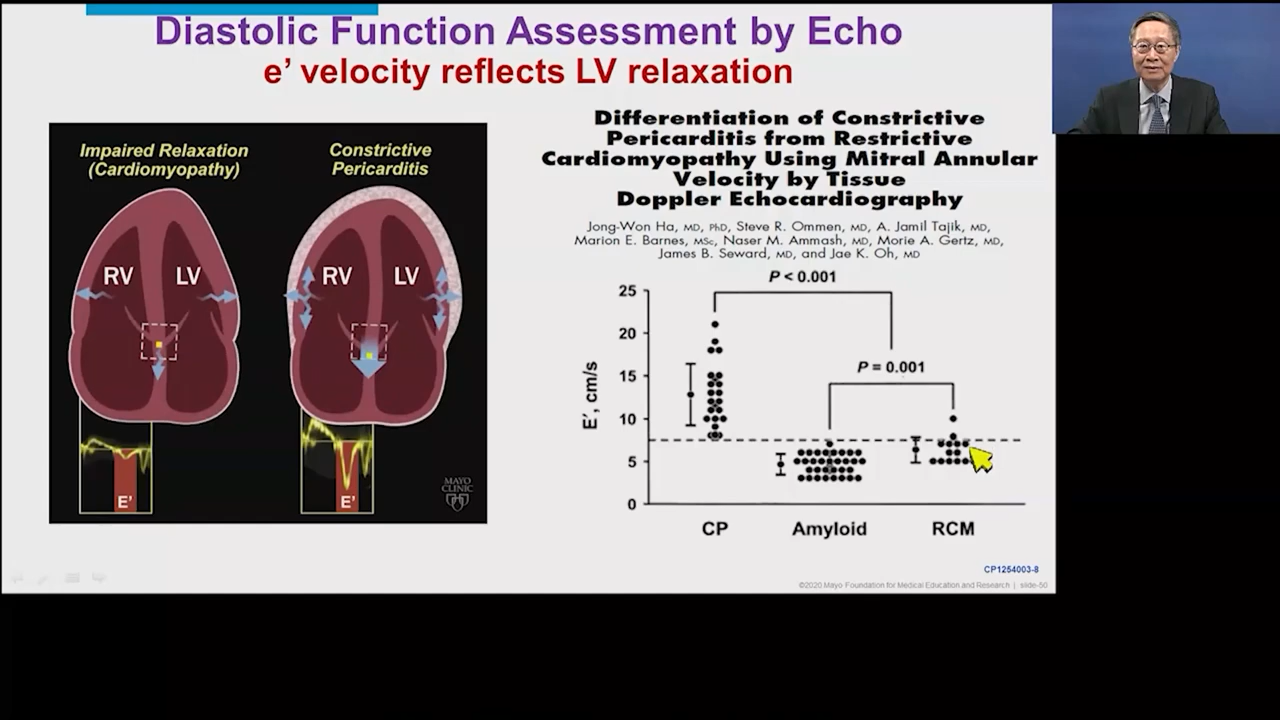 Diastolic Function Assessment by Echo
e’ velocity reflects LV relaxation
Impaired Relaxation
(Cardiomyopathy)
Constrictive
Pericarditis
RV
LV
RV
LV
E’
E’
MAYO
CLINIC
Differentiation of Constrictive
Pericarditis from Restrictive
Cardiomyopathy Using Mitral Annular
Velocity by Tissue
Doppler Echocardiography
Jong-Won Ha, MD, PhD, Steve R. Ommen, MD, A. Jamil Tajik, MD,
Marion E. Barnes, MSc, Naser M. Ammash, MD, Morie A. Gertz, MD,
James B. Seward, MD, and Jae K. Oh, MD
P < 0.001
P = 0.001
E′, cm/s
25
20
15
10
5
0
CP
Amyloid
RCM
CP1254003-8
©2020 Mayo Foundation for Medical Education and Research | slide-50